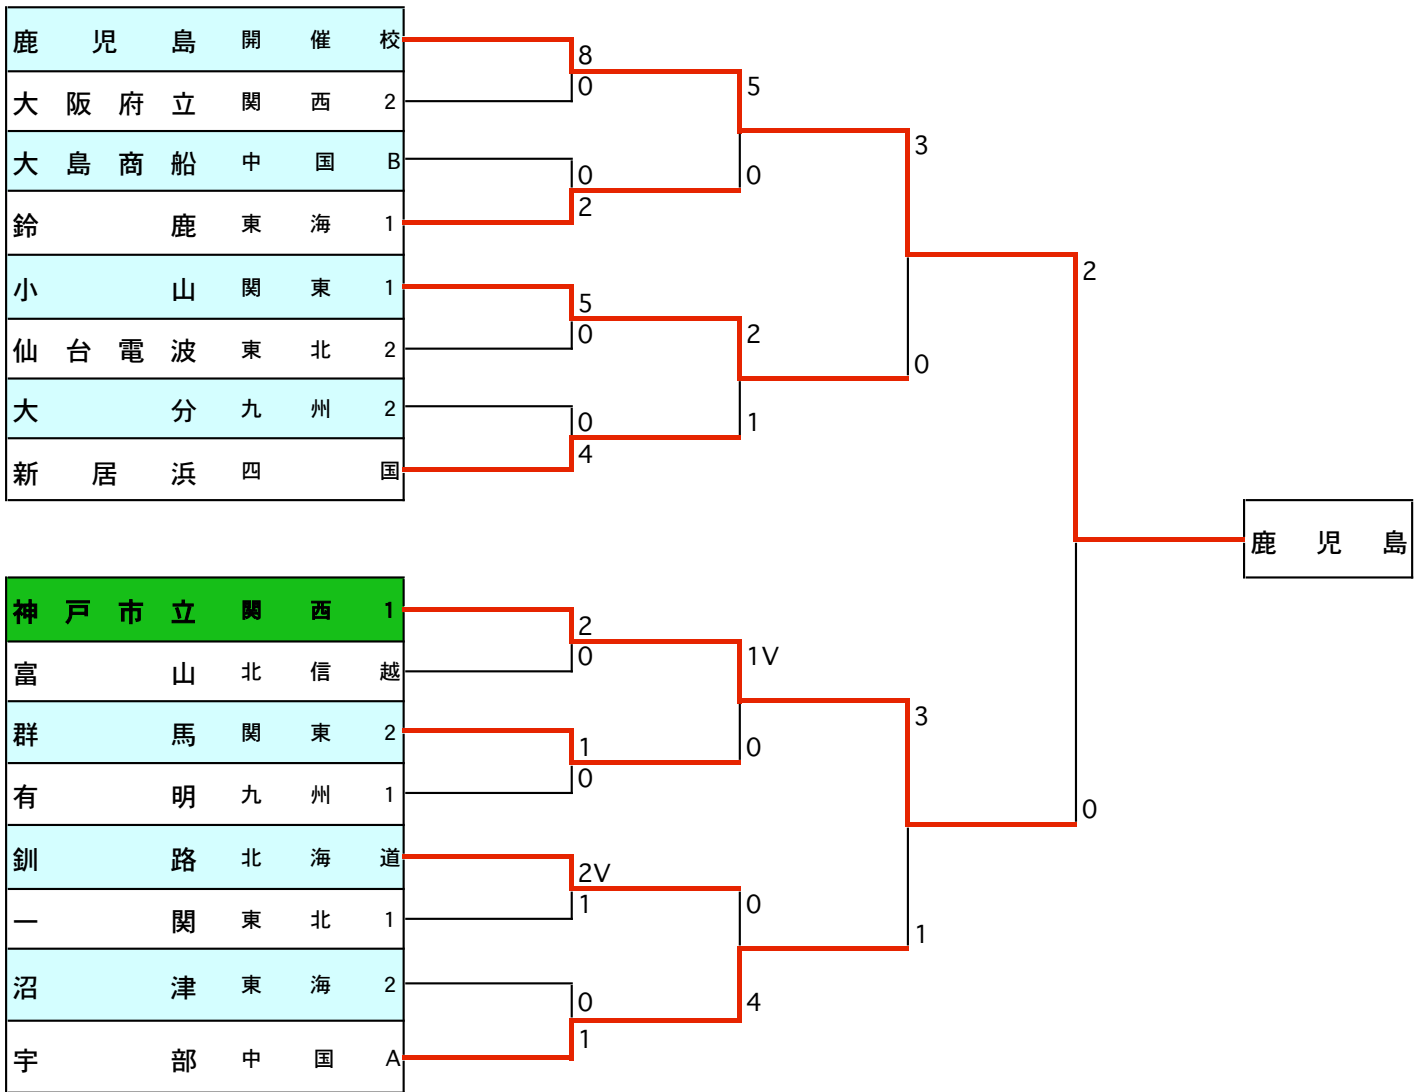 鹿児島 開催校
大阪府立 関西2
大島商船 中国B
鈴鹿 東海1
小山 関東1
仙台電波 東北2
大分 九州2
新居浜 四国
8
0
0
2
5
0
0
4
5
0
2
1
3
0
2
0
鹿児島
神戸市立 関西1
富山 北信越
群馬 関東2
有明 九州1
釧路 北海道
一関 東北1
沼津 東海2
宇部 中国A
2
0
1
0
2V
1
0
1
1V
0
0
4
3
1